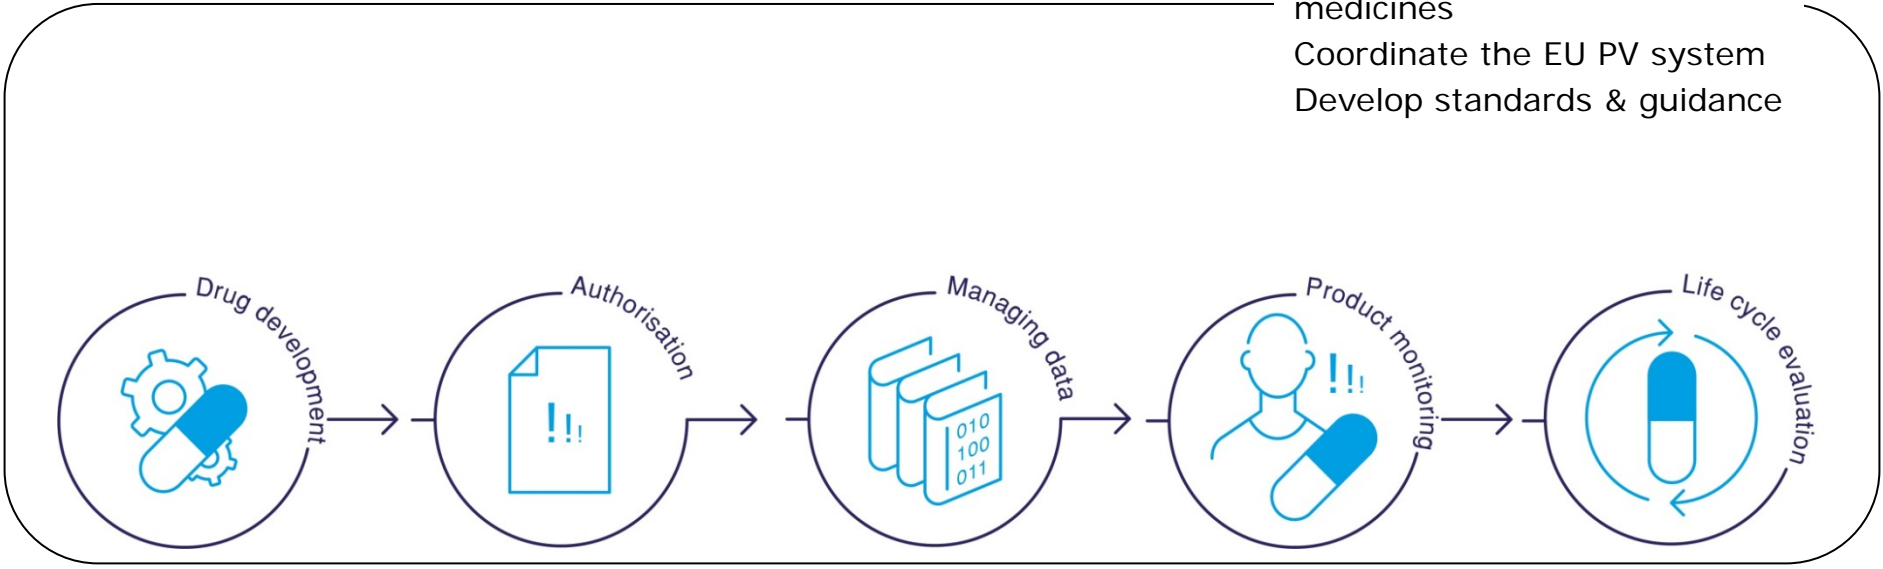 medicines
Coordinate the EU PV system
Develop standards & guidance
Drug development
Authorisation
Managing data
Product monitoring
Life cycle evaluation
!!!
010
100
011
!!!